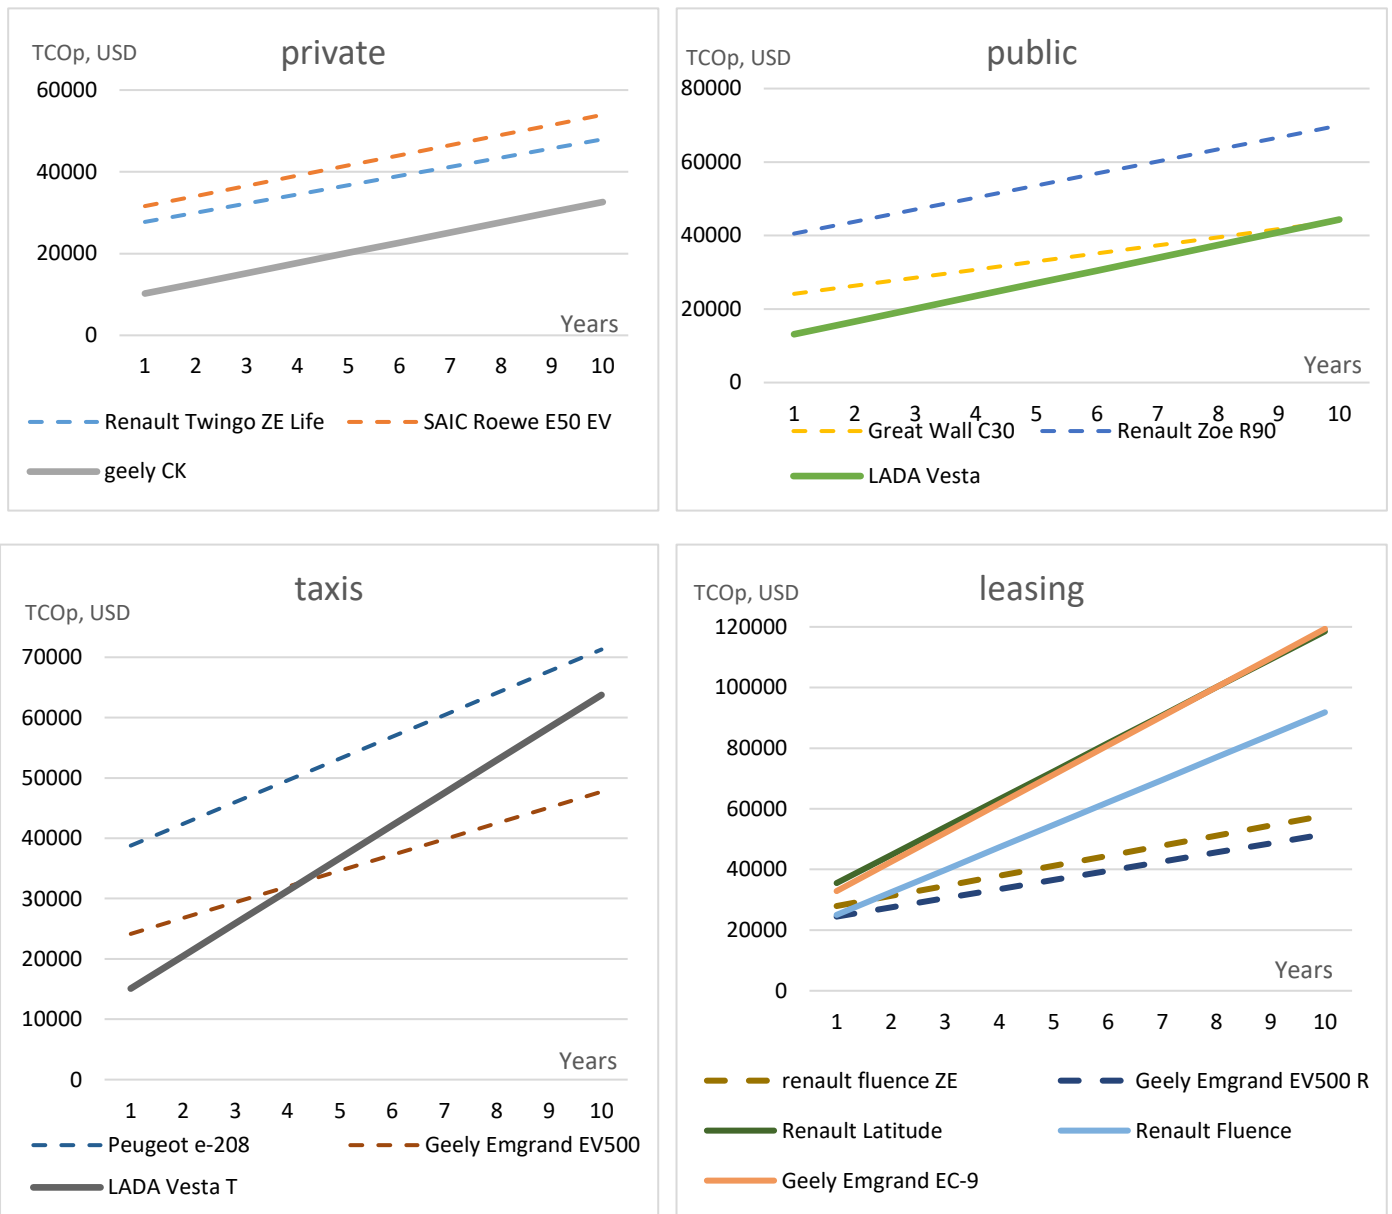 private
TCOp, USD
60000
40000
20000
0
Years
1 2 3 4 5 6 7 8 9 10
Renault Twingo ZE Life SAIC Roewe E50 EV
geely CK
public
TCOp, USD
80000
60000
40000
20000
0
Years
1 2 3 4 5 6 7 8 9 10
Great Wall C30 Renault Zoe R90
LADA Vesta
taxis
TCOp, USD
70000
60000
50000
40000
30000
20000
10000
0
Years
1 2 3 4 5 6 7 8 9 10
Peugeot e-208 Geely Emgrand EV500
LADA Vesta T
leasing
TCOp, USD
120000
100000
80000
60000
40000
20000
0
Years
1 2 3 4 5 6 7 8 9 10
renault fluence ZE Geely Emgrand EV500 R
Renault Latitude Renault Fluence
Geely Emgrand EC-9